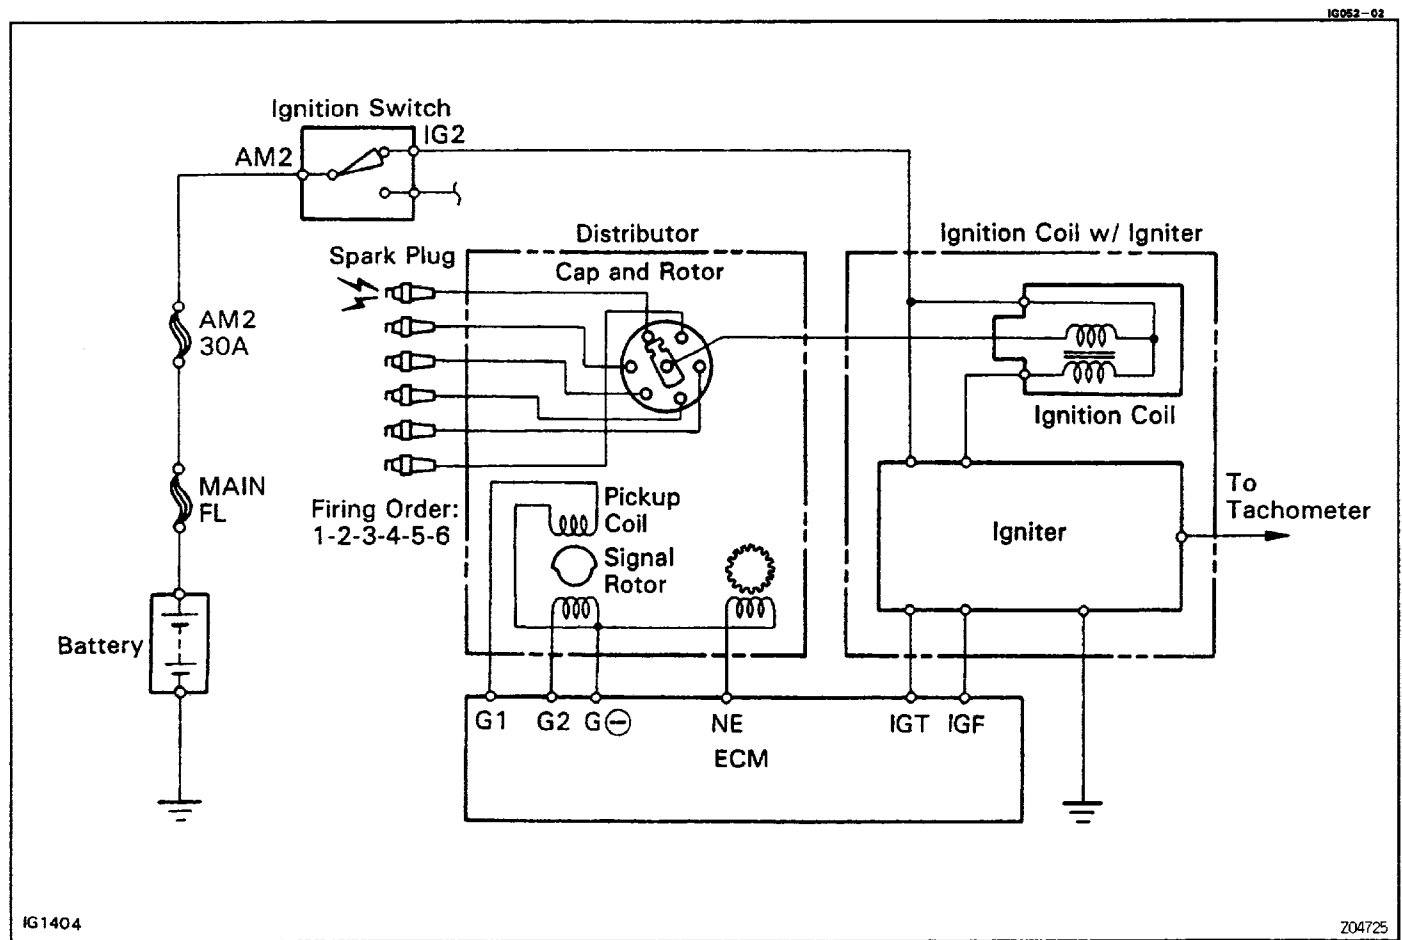 IG052-02
Ignition Switch
IG2
AM2
Distributor
Ignition Coil w/ Igniter
Spark Plug
Cap and Rotor
AM2
30A
Ignition Coil
MAIN
FL
Firing Order:
1-2-3-4-5-6
Pickup
Coil
Signal
Rotor
Igniter
To
Tachometer
Battery
G1
G2
G⊖
NE
IGT
IGF
ECM
IG1404
Z04725